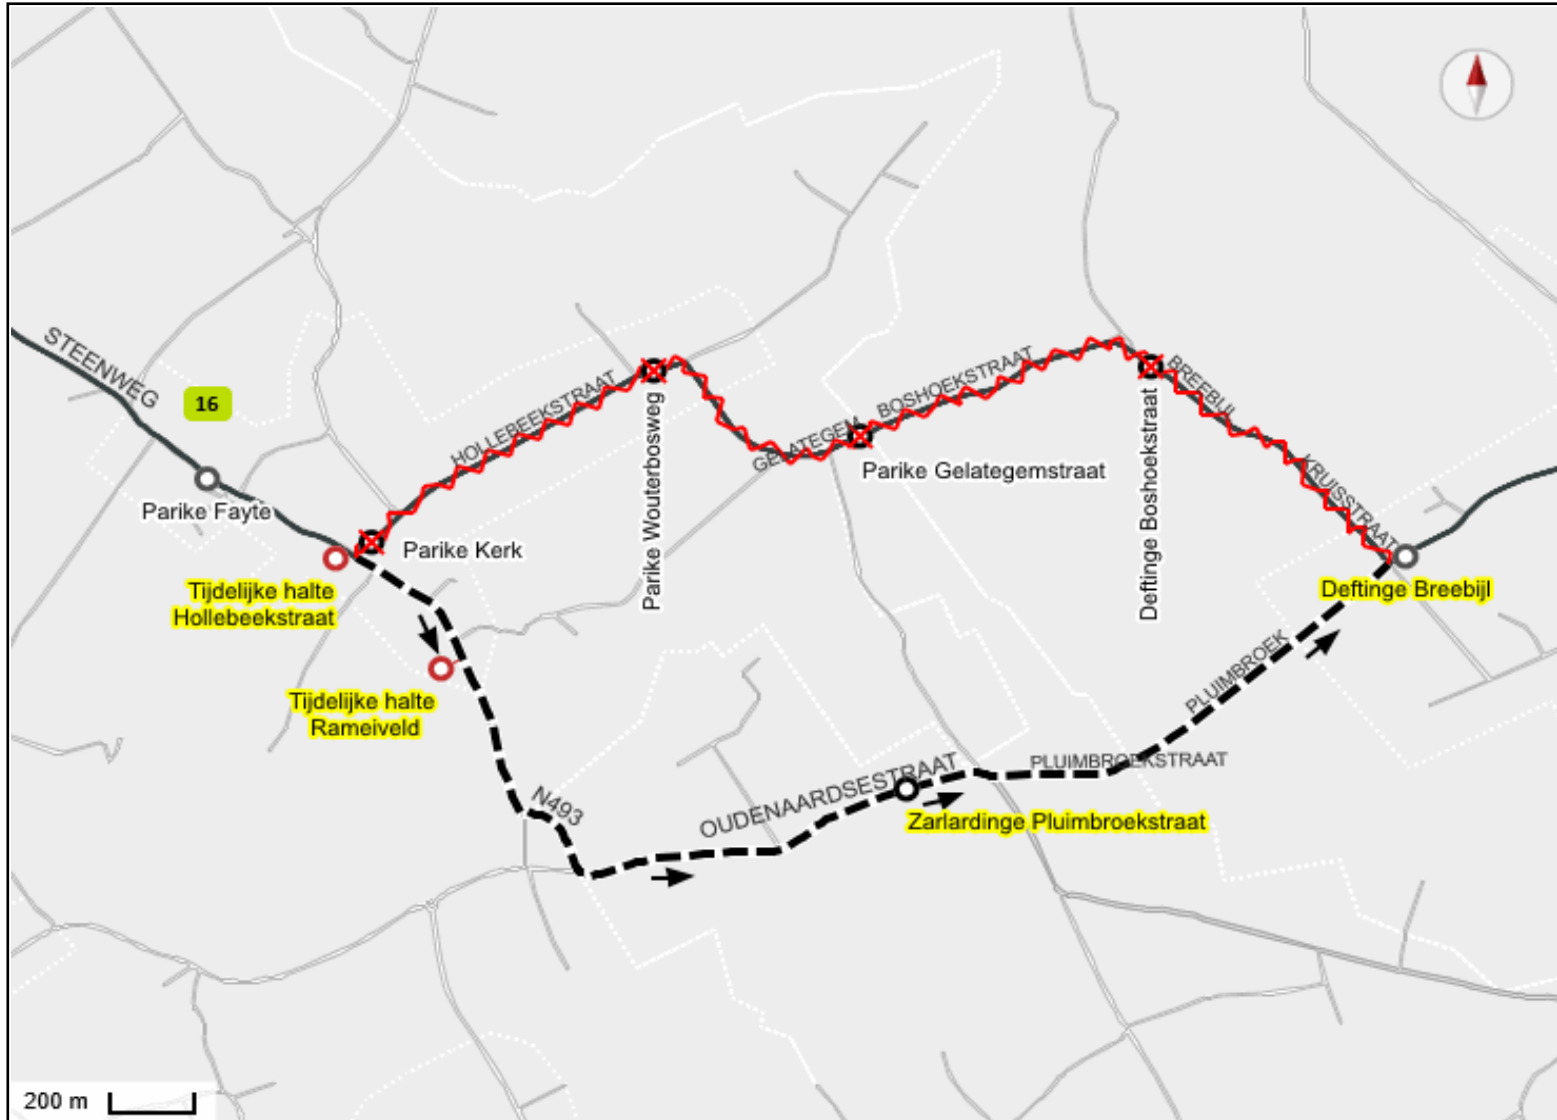 STEENWEG
16
Parike Fayte
HOLLEBEEKSTRAAT
Parike Kerk
Tijdelijke halte
Hollebeekstraat
Tijdelijke halte
Rameiveld
Parike Wouterbosweg
GELATEGEM
BOSHOEKSTRAAT
Parike Gelategemstraat
Deftinge Boshoekstraat
BREEBIJL
KRUISSTRAAT
Deftinge Breebijl
PLUIMBROEK
PLUIMBROEKSTRAAT
OUDENAARDSESTRAAT
Zarlardinge Pluimbroekstraat
N493
200 m